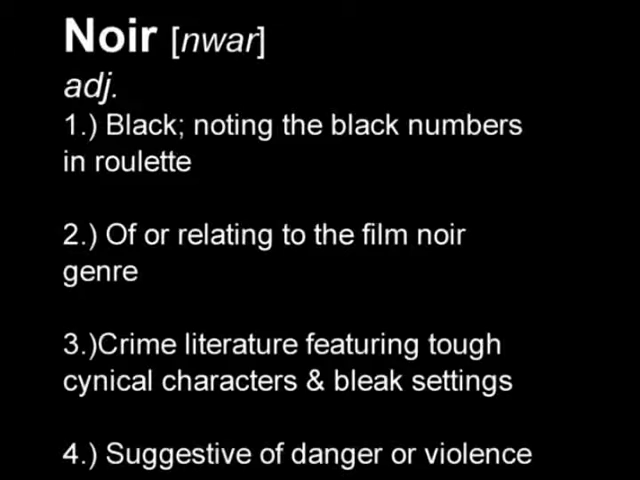 Noir [nwar]
adj.
1.) Black; noting the black numbers
in roulette
2.) Of or relating to the film noir
genre
3.)Crime literature featuring tough
cynical characters & bleak settings
4.) Suggestive of danger or violence